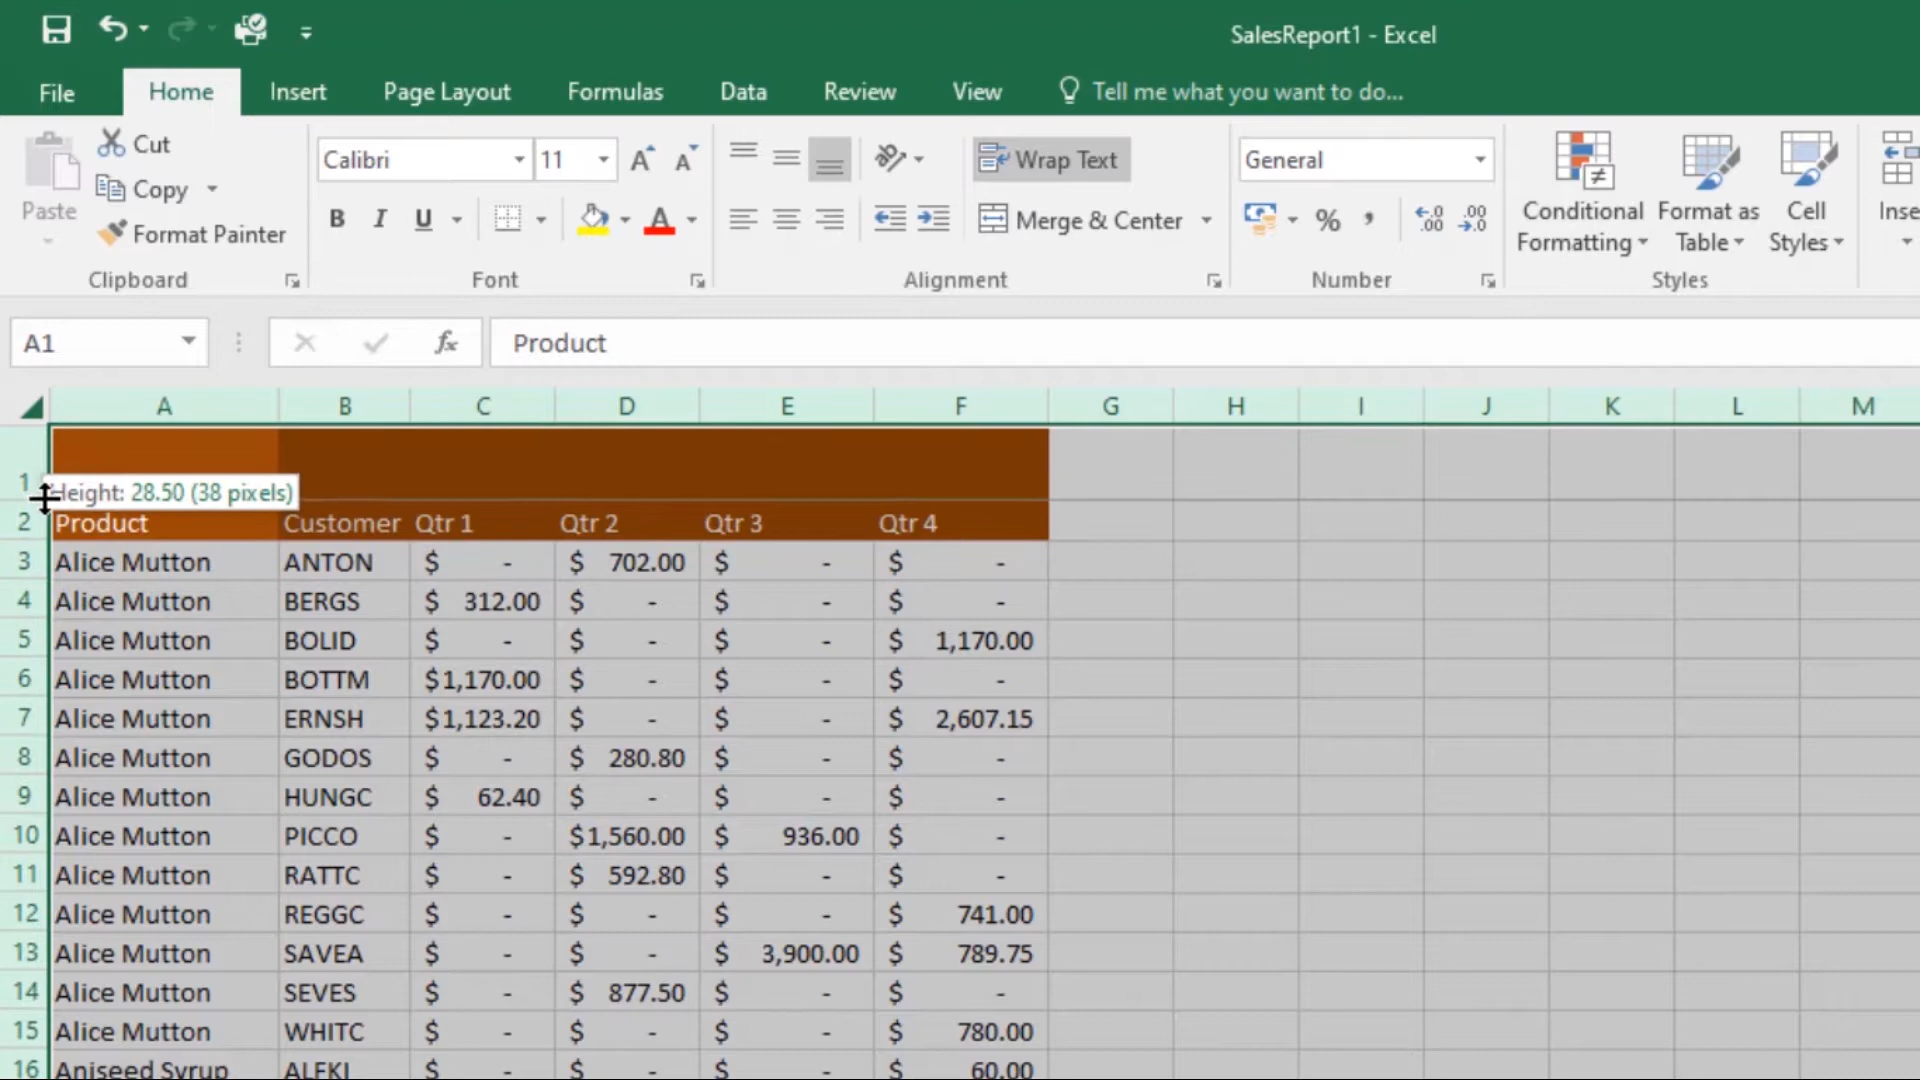 SalesReport1 - Excel
File Home Insert Page Layout Formulas Data Review View Tell me what you want to do...
Paste
Cut
Copy
Format Painter
Clipboard
Calibri 11
B I U
Font
Wrap Text
Merge & Center
Alignment
General
%
Number
Conditional Formatting
Format as Table
Cell Styles
Styles
Inse
A1 fx Product
A B C D E F G H I J K L M
1
Height: 28.50 (38 pixels)
2 Product Customer Qtr 1 Qtr 2 Qtr 3 Qtr 4
3 Alice Mutton ANTON $ - $ 702.00 $ - $ -
4 Alice Mutton BERGS $ 312.00 $ - $ - $ -
5 Alice Mutton BOLID $ - $ - $ - $ 1,170.00
6 Alice Mutton BOTTM $1,170.00 $ - $ - $ -
7 Alice Mutton ERNSH $1,123.20 $ - $ - $ 2,607.15
8 Alice Mutton GODOS $ - $ 280.80 $ - $ -
9 Alice Mutton HUNGC $ 62.40 $ - $ - $ -
10 Alice Mutton PICCO $ - $1,560.00 $ 936.00 $ -
11 Alice Mutton RATTC $ - $ 592.80 $ - $ -
12 Alice Mutton REGGC $ - $ - $ - $ 741.00
13 Alice Mutton SAVEA $ - $ - $ 3,900.00 $ 789.75
14 Alice Mutton SEVES $ - $ 877.50 $ - $ -
15 Alice Mutton WHITC $ - $ - $ - $ 780.00
16 Aniseed Syrup ALFKI $ - $ - $ - $ 60.00